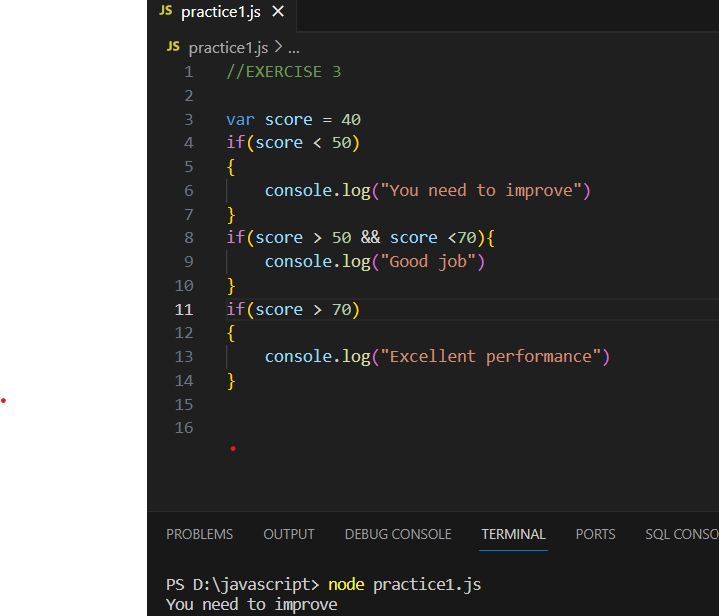 JS practice1.js ×
JS practice1.js > ...
1 //EXERCISE 3
2
3 var score = 40
4 if(score < 50)
5 {
6 console.log("You need to improve")
7 }
8 if(score > 50 && score <70){
9 console.log("Good job")
10 }
11 if(score > 70)
12 {
13 console.log("Excellent performance")
14 }
15
16
PROBLEMS OUTPUT DEBUG CONSOLE TERMINAL PORTS SQL CONSO
PS D:\javascript> node practice1.js
You need to improve